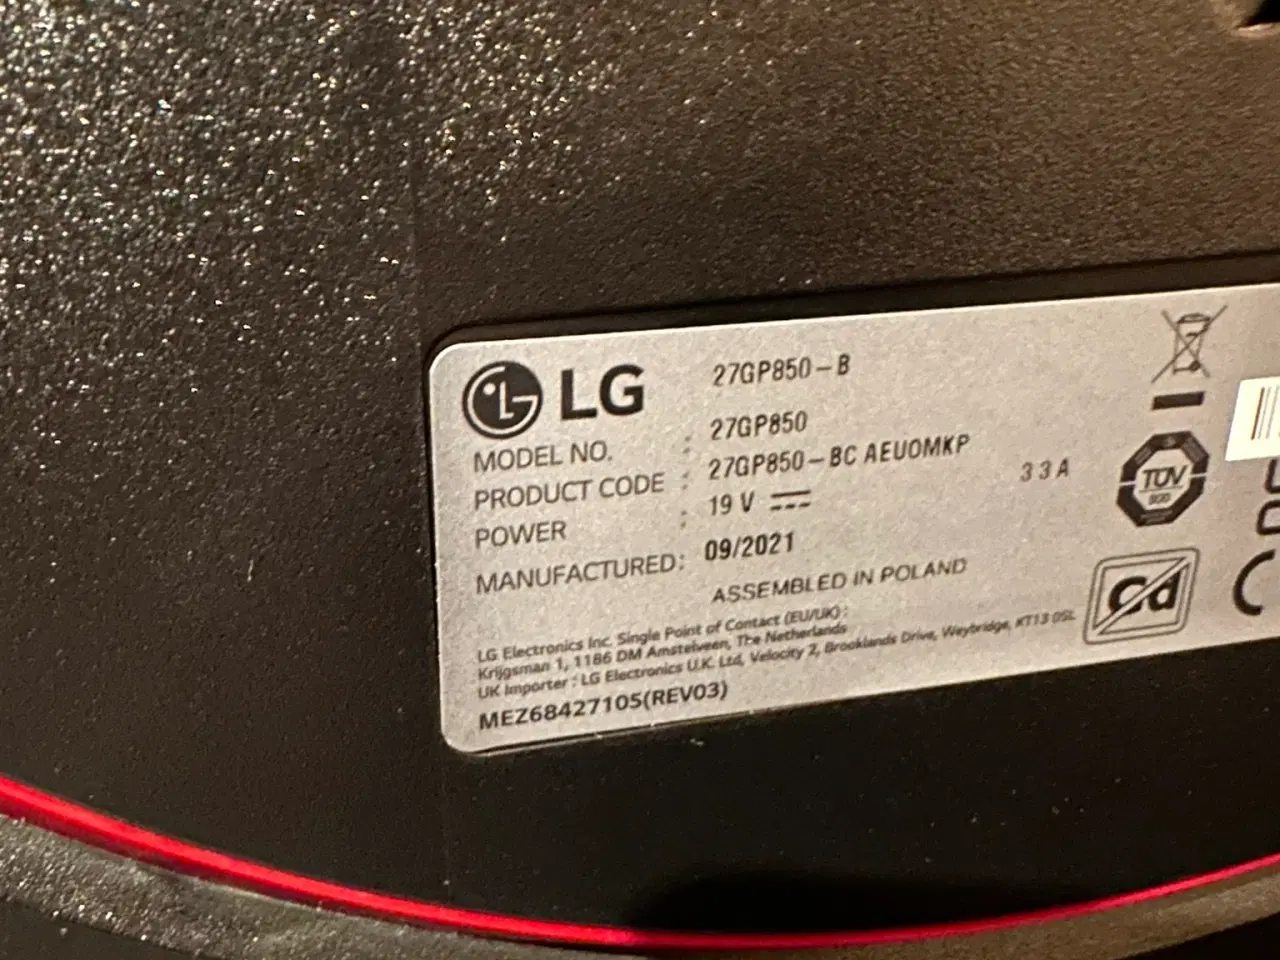 LG 27GP850-B
MODEL NO. : 27GP850
PRODUCT CODE : 27GP850-BC AEUOMKP
POWER : 19 V ⎓ 3 3 A
MANUFACTURED: 09/2021
ASSEMBLED IN POLAND
LG Electronics Inc. Single Point of Contact (EU/UK) :
Krijgsman 1, 1186 DM Amstelveen, The Netherlands
UK Importer : LG Electronics U.K. Ltd, Velocity 2, Brooklands Drive, Weybridge, KT13 0SL
MEZ68427105(REV03)
TÜV
Cd